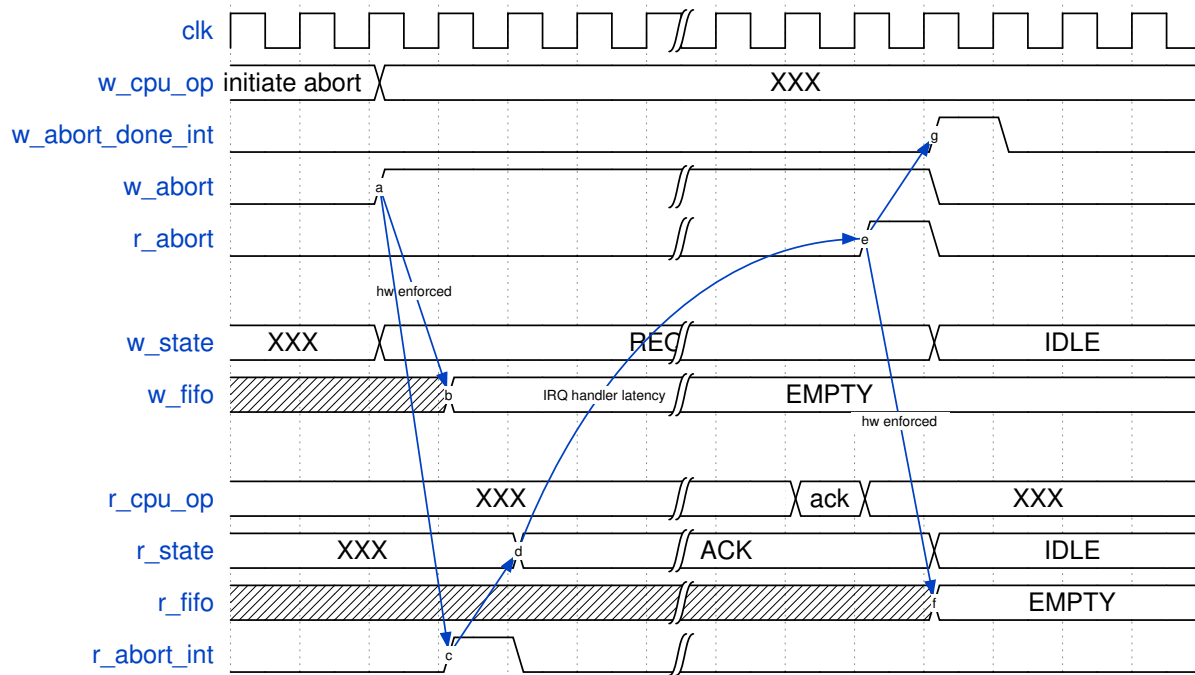 clk
w_cpu_op initiate abort XXX
w_abort_done_int g
w_abort a
r_abort e
hw enforced
w_state XXX REQ IDLE
w_fifo b IRQ handler latency EMPTY
hw enforced
r_cpu_op XXX ack XXX
r_state XXX d ACK IDLE
r_fifo f EMPTY
r_abort_int c